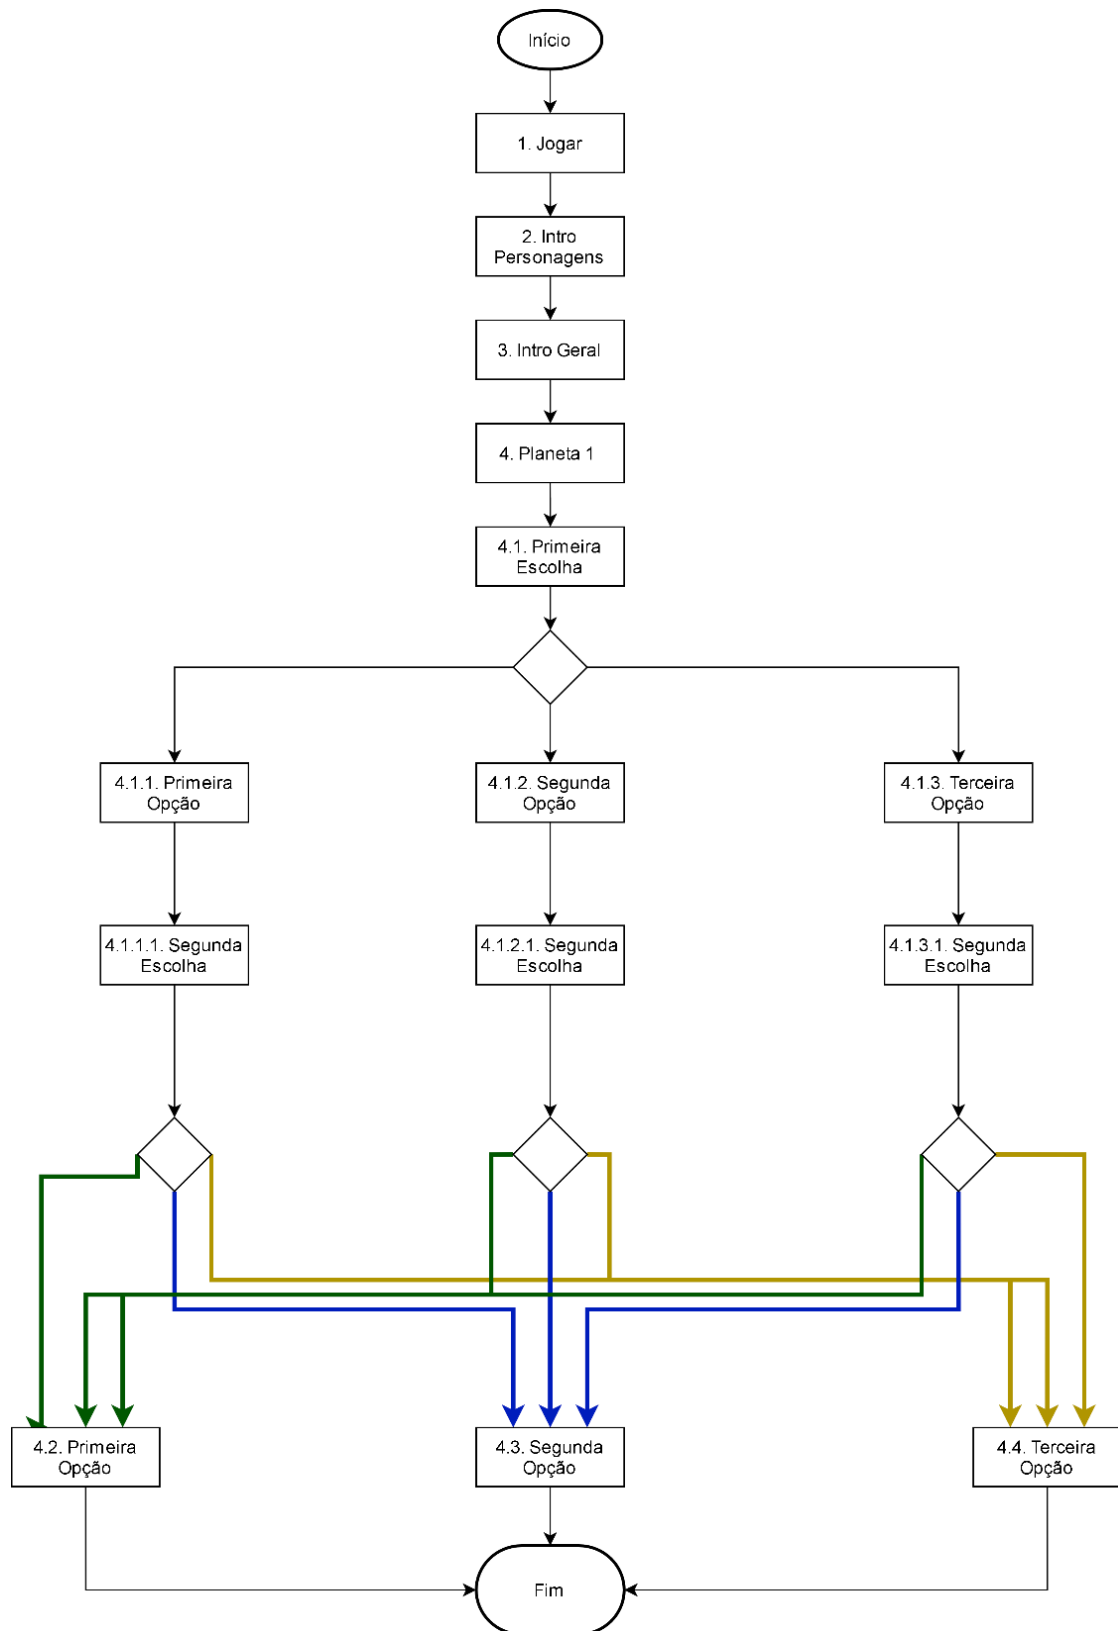 Início
1. Jogar
2. Intro
Personagens
3. Intro Geral
4. Planeta 1
4.1. Primeira
Escolha
4.1.1. Primeira
Opção
4.1.2. Segunda
Opção
4.1.3. Terceira
Opção
4.1.1.1. Segunda
Escolha
4.1.2.1. Segunda
Escolha
4.1.3.1. Segunda
Escolha
4.2. Primeira
Opção
4.3. Segunda
Opção
4.4. Terceira
Opção
Fim